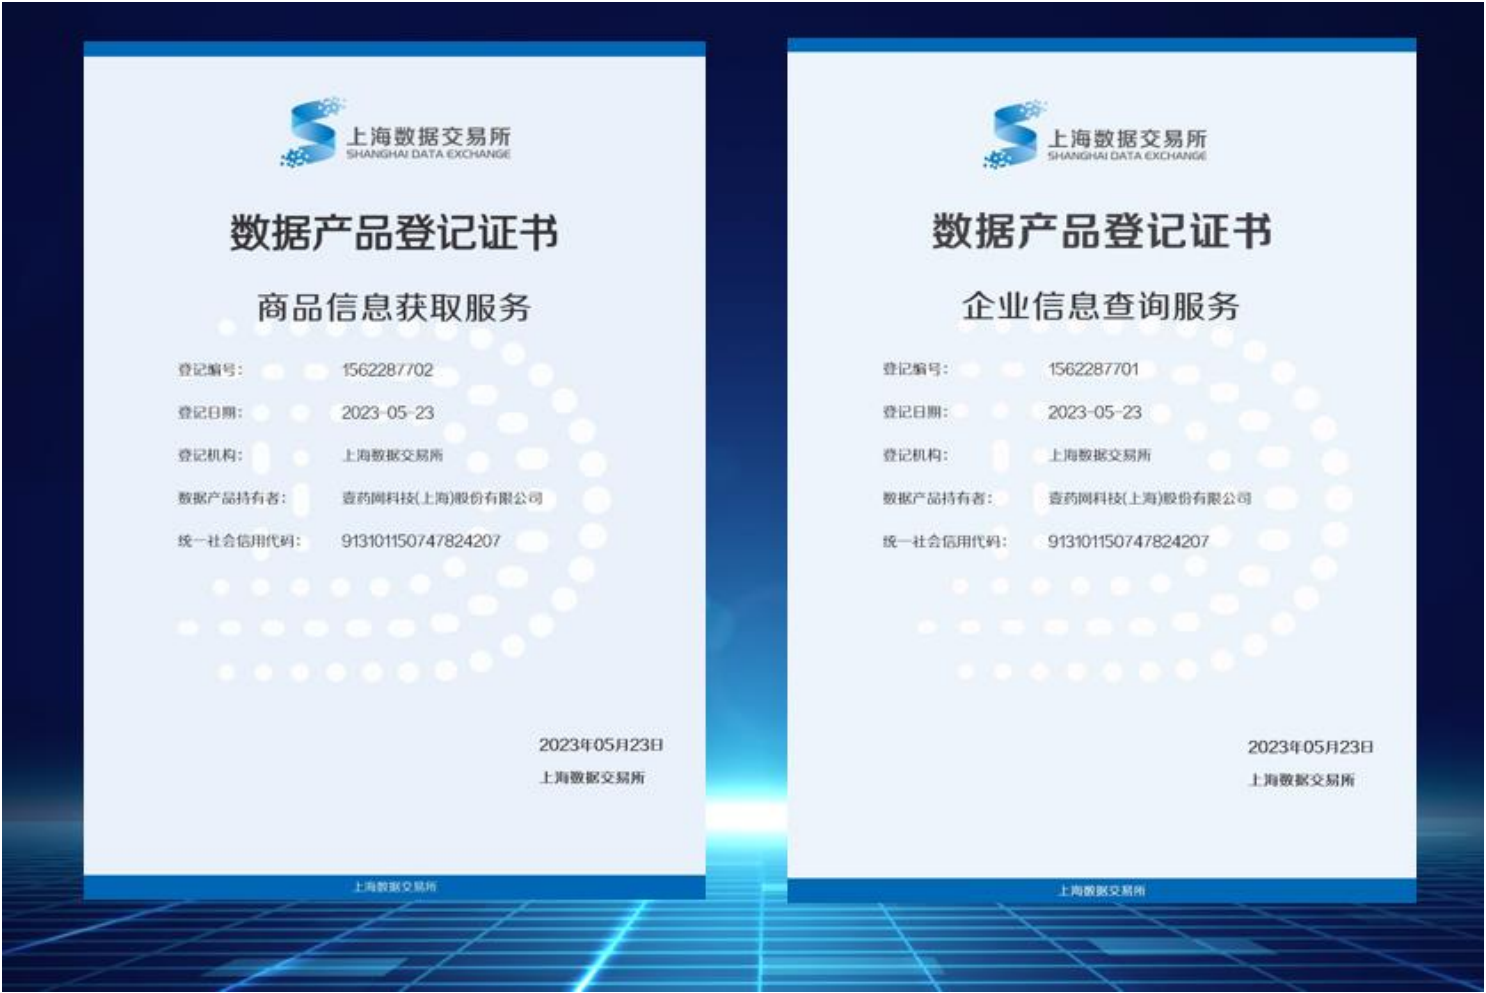 上海数据交易所
SHANGHAI DATA EXCHANGE
数据产品登记证书
商品信息获取服务
登记编号： 1562287702
登记日期： 2023-05-23
登记机构： 上海数据交易所
数据产品持有者： 壹药网科技(上海)股份有限公司
统一社会信用代码： 913101150747824207
2023年05月23日
上海数据交易所
上海数据交易所
上海数据交易所
SHANGHAI DATA EXCHANGE
数据产品登记证书
企业信息查询服务
登记编号： 1562287701
登记日期： 2023-05-23
登记机构： 上海数据交易所
数据产品持有者： 壹药网科技(上海)股份有限公司
统一社会信用代码： 913101150747824207
2023年05月23日
上海数据交易所
上海数据交易所